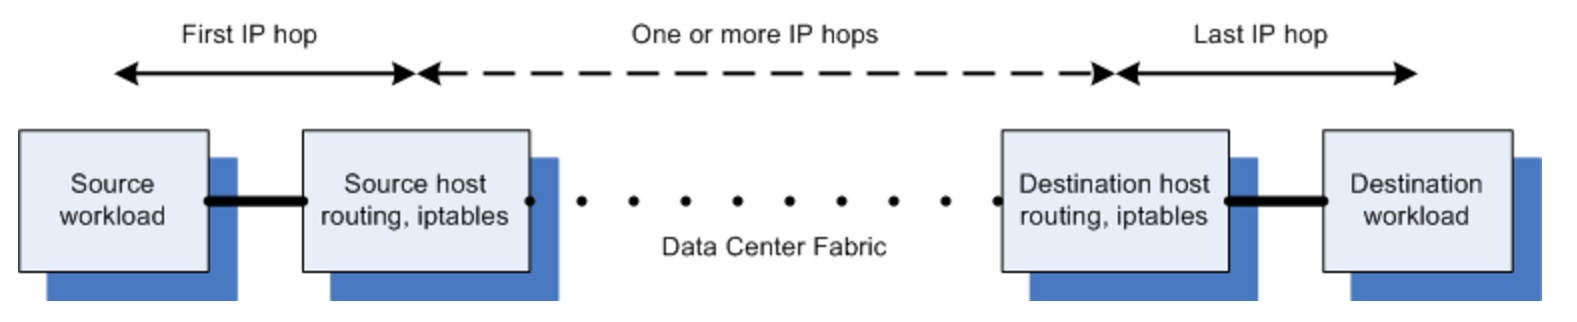 First IP hop
One or more IP hops
Last IP hop
Source
workload
Source host
routing, iptables
Data Center Fabric
Destination host
routing, iptables
Destination
workload